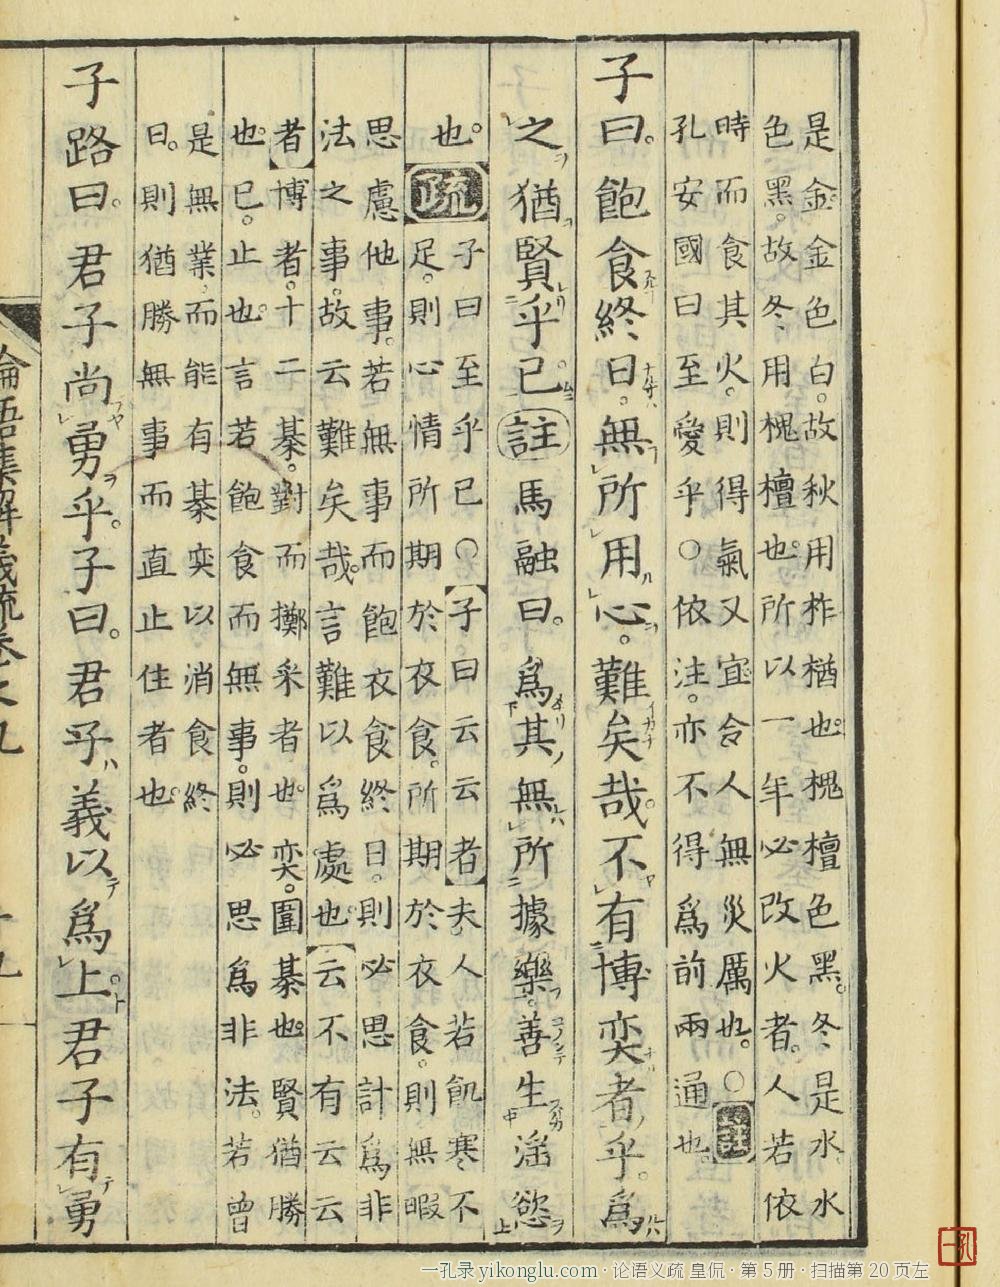 是金。金色白。故秋用柞楢也。槐檀色黑。冬是水。水
色黑。故冬用槐檀也。所以一年必改火者。人若依
時而食其火。則得氣又宜令人無災厲也。○註
孔安國曰至愛乎○依注。亦不得爲前兩通也。
子曰。飽食終日。無所用心。難矣哉。不有博奕者乎。爲
之猶賢乎已。註馬融曰。爲其無所據樂。善生淫慾
也。疏
子曰至乎已○子曰云云者夫人若飢寒不
足。則心情所期於衣食。所期於衣食。則無暇
思慮他事。若無事而飽衣食終日。則必思計爲非
法之事。故云難矣哉。言難以爲處也。云不有云云
者博者。十二棊。對而擲采者也。奕。圍棊也。賢猶勝
也。已。止也。言若飽食而無事。則必思爲非法。若曾
是無業。而能有棊奕以消食終
日。則猶勝無事而直止住者也。
子路曰。君子尚勇乎。子曰。君子義以爲上。君子有勇
論語集解義疏卷之九
十九
一孔录 yikonglu.com · 论语义疏 皇侃 · 第 5 册 · 扫描第 20 页左